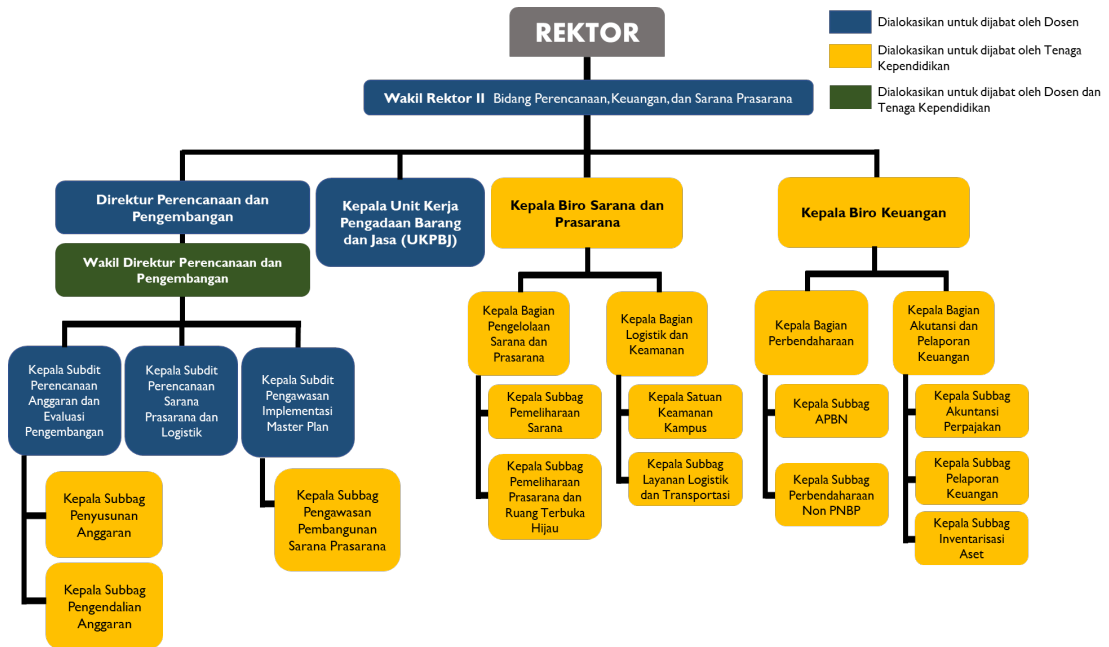 REKTOR
Dialokasikan untuk dijabat oleh Dosen
Dialokasikan untuk dijabat oleh Tenaga
Kependidikan
Dialokasikan untuk dijabat oleh Dosen dan
Tenaga Kependidikan
Wakil Rektor II Bidang Perencanaan, Keuangan, dan Sarana Prasarana
Direktur Perencanaan dan
Pengembangan
Kepala Unit Kerja
Pengadaan Barang
dan Jasa (UKPBJ)
Kepala Biro Sarana dan
Prasarana
Kepala Biro Keuangan
Wakil Direktur Perencanaan dan
Pengembangan
Kepala Subdit
Perencanaan
Anggaran dan
Evaluasi
Pengembangan
Kepala Subdit
Perencanaan
Sarana
Prasarana dan
Logistik
Kepala Subdit
Pengawasan
Implementasi
Master Plan
Kepala Subbag
Penyusunan
Anggaran
Kepala Subbag
Pengendalian
Anggaran
Kepala Subbag
Pengawasan
Pembangunan
Sarana Prasarana
Kepala Bagian
Pengelolaan
Sarana dan
Prasarana
Kepala Bagian
Logistik dan
Keamanan
Kepala Subbag
Pemeliharaan
Sarana
Kepala Subbag
Pemeliharaan
Prasarana dan
Ruang Terbuka
Hijau
Kepala Satuan
Keamanan
Kampus
Kepala Subbag
Layanan Logistik
dan Transportasi
Kepala Bagian
Perbendaharaan
Kepala Bagian
Akutansi dan
Pelaporan
Keuangan
Kepala Subbag
APBN
Kepala Subbag
Perbendaharaan
Non PNBP
Kepala Subbag
Akuntansi
Perpajakan
Kepala Subbag
Pelaporan
Keuangan
Kepala Subbag
Inventarisasi
Aset